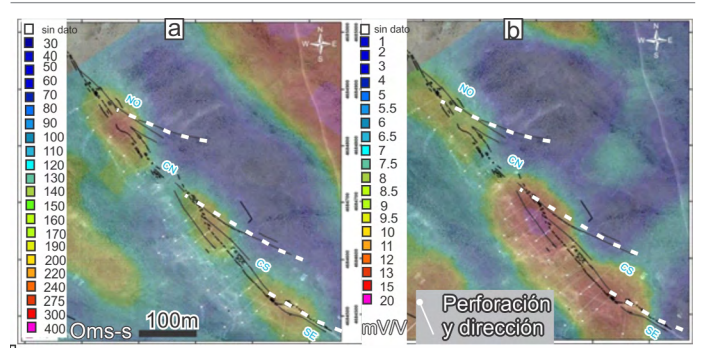 a
sin dato
30
40
50
60
70
80
90
100
110
120
130
140
150
160
170
190
200
220
240
275
300
400
Oms-s
100m
N
W E
S
NO
CN
CS
SE
b
sin dato
1
2
3
4
5
5.5
6
6.5
7
7.5
8
8.5
9
9.5
10
11
12
13
15
20
mV/V
N
W E
S
NO
CN
CS
SE
Perforación
y dirección